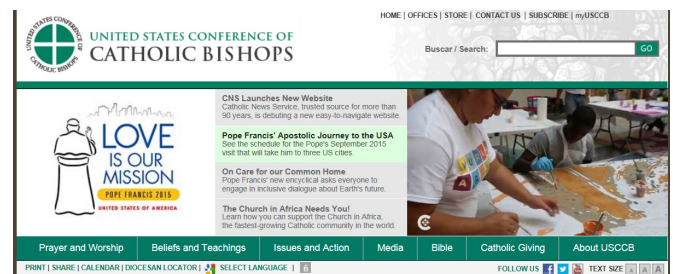 HOME | OFFICES | STORE | CONTACT US | SUBSCRIBE | myUSCCB
UNITED STATES CONFERENCE OF
CATHOLIC BISHOPS
UNITED STATES CONFERENCE
CATHOLIC BISHOPS
Buscar / Search:
GO
LOVE
IS OUR
MISSION
POPE FRANCIS 2015
UNITED STATES OF AMERICA
CNS Launches New Website
Catholic News Service, trusted source for more than
90 years, is debuting a new easy-to-navigate website.
Pope Francis' Apostolic Journey to the USA
See the schedule for the Pope's September 2015
visit that will take him to three US cities.
On Care for our Common Home
Pope Francis' new encyclical asks everyone to
engage in inclusive dialogue about Earth's future.
The Church in Africa Needs You!
Learn how you can support the Church in Africa,
the fastest-growing Catholic community in the world.
Prayer and Worship
Beliefs and Teachings
Issues and Action
Media
Bible
Catholic Giving
About USCCB
PRINT | SHARE | CALENDAR | DIOCESAN LOCATOR |
SELECT LANGUAGE |
FOLLOW US
TEXT SIZE A A A